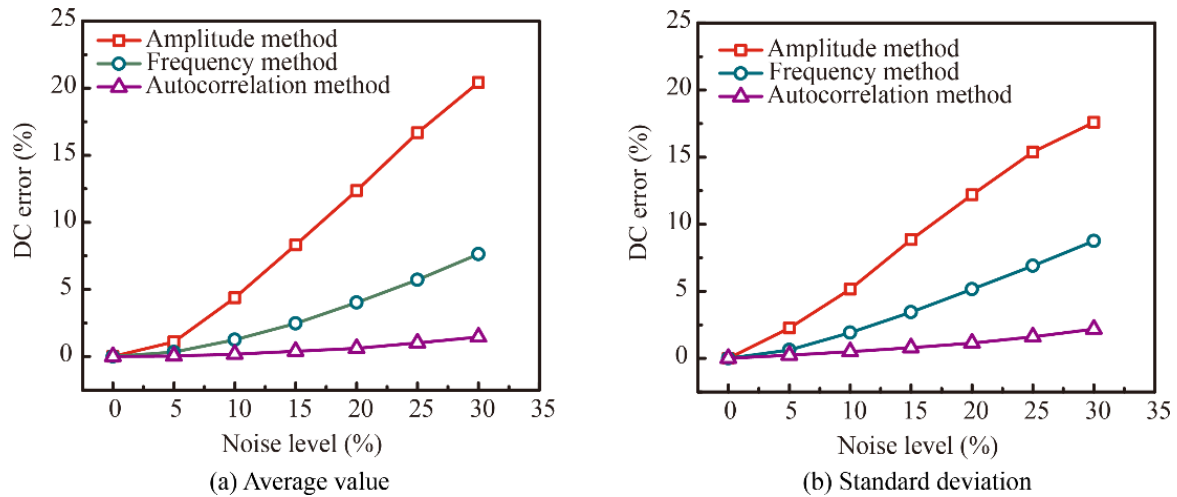 25
20
15
10
5
0
DC error (%)
Amplitude method
Frequency method
Autocorrelation method
0 5 10 15 20 25 30 35
Noise level (%)
(a) Average value
25
20
15
10
5
0
DC error (%)
Amplitude method
Frequency method
Autocorrelation method
0 5 10 15 20 25 30 35
Noise level (%)
(b) Standard deviation